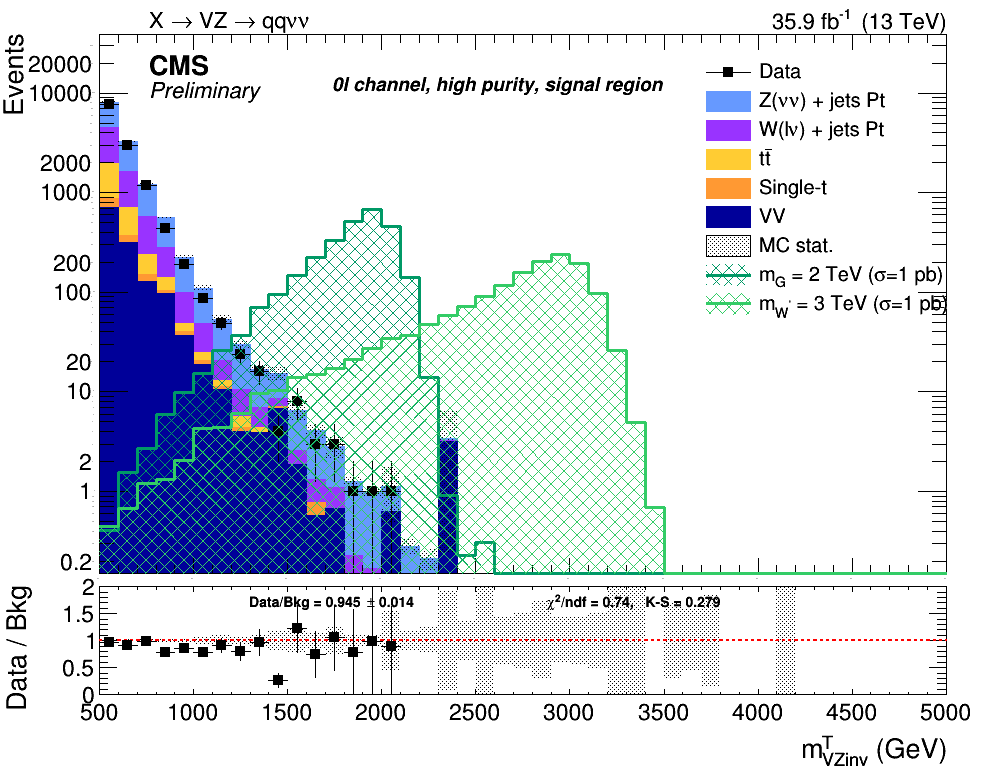 X → VZ → qqνν
35.9 fb⁻¹ (13 TeV)
Events
CMS
Preliminary
0l channel, high purity, signal region
Data
Z(νν) + jets Pt
W(lν) + jets Pt
tt̄
Single-t
VV
MC stat.
m_G = 2 TeV (σ=1 pb)
m_W' = 3 TeV (σ=1 pb)
20000
10000
2000
1000
200
100
20
10
2
1
0.2
Data / Bkg
Data/Bkg = 0.945 ± 0.014
χ²/ndf = 0.74, K-S = 0.279
2
1.5
1
0.5
0
500 1000 1500 2000 2500 3000 3500 4000 4500 5000
m^T_VZinv (GeV)